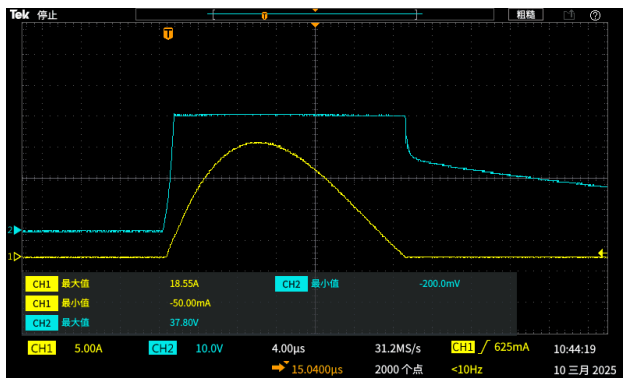 Tek 停止
粗糙
T
T
2
1
CH1 最大值 18.55A CH2 最小值 -200.0mV
CH1 最小值 -50.00mA
CH2 最大值 37.80V
CH1 5.00A CH2 10.0V 4.00μs 31.2MS/s CH1 625mA 10:44:19
15.0400μs 2000 个点 <10Hz 10 三月 2025